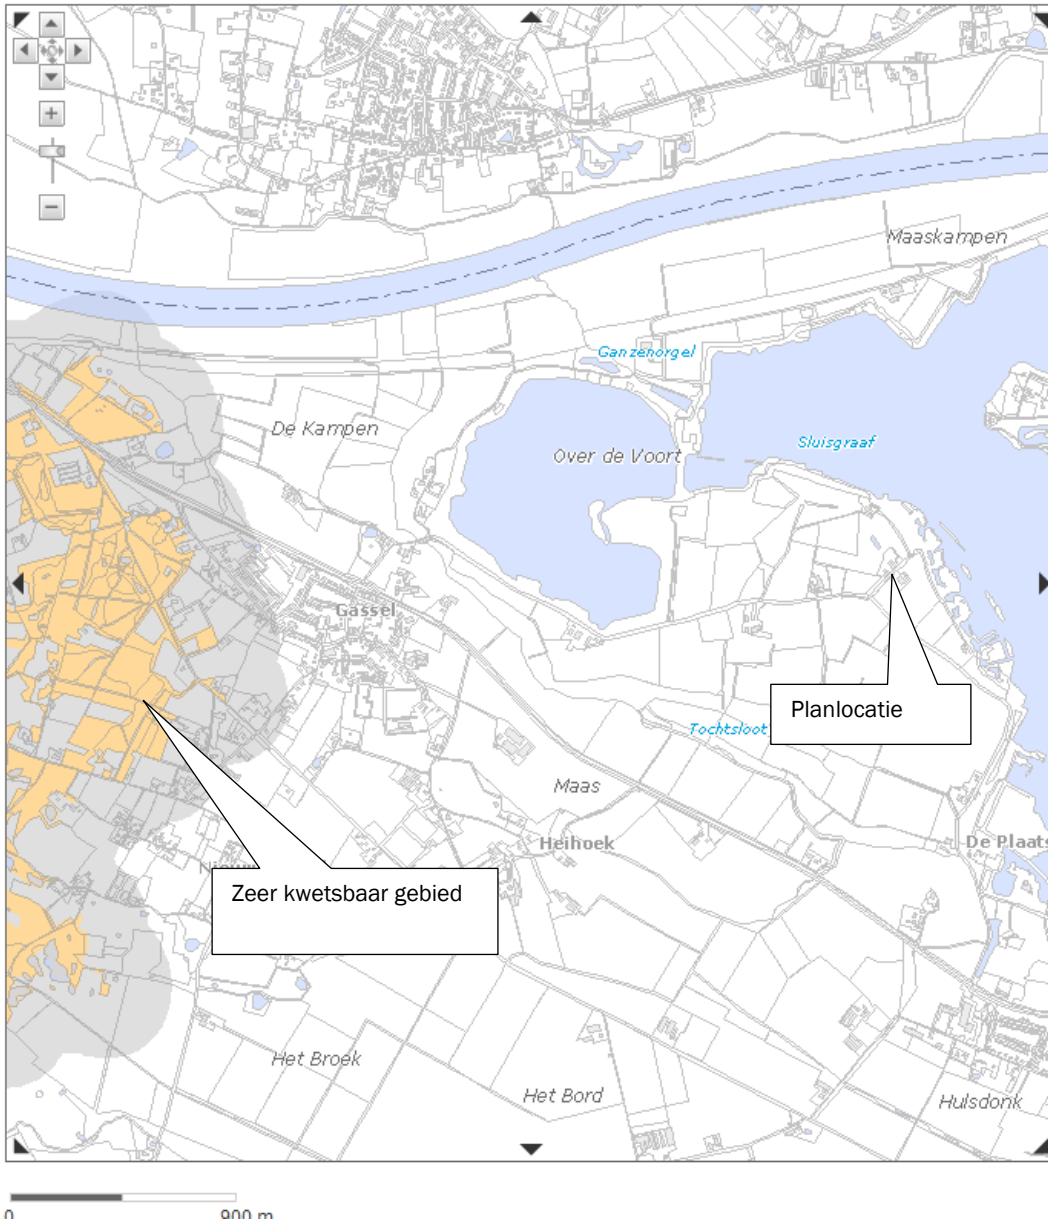 Maaskampen
Ganzenorgel
De Kampen
Over de Voort
Sluisgraaf
Gassel
Planlocatie
Tochtsloot
Maas
Heihoek
De Plaats
Zeer kwetsbaar gebied
Het Broek
Het Bord
Hulsdonk
0 900 m